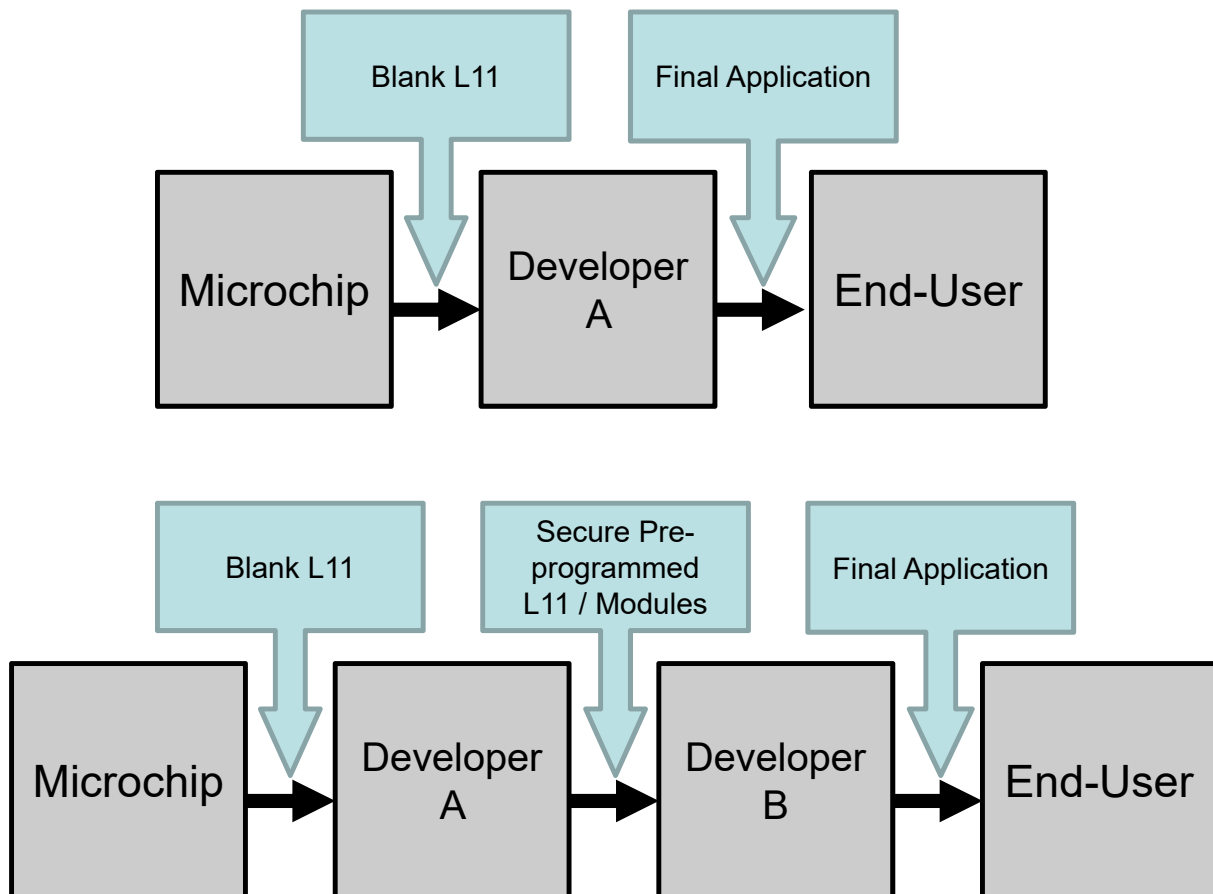 Blank L11
Final Application
Microchip
Developer
A
End-User
Blank L11
Secure Pre-
programmed
L11 / Modules
Final Application
Microchip
Developer
A
Developer
B
End-User